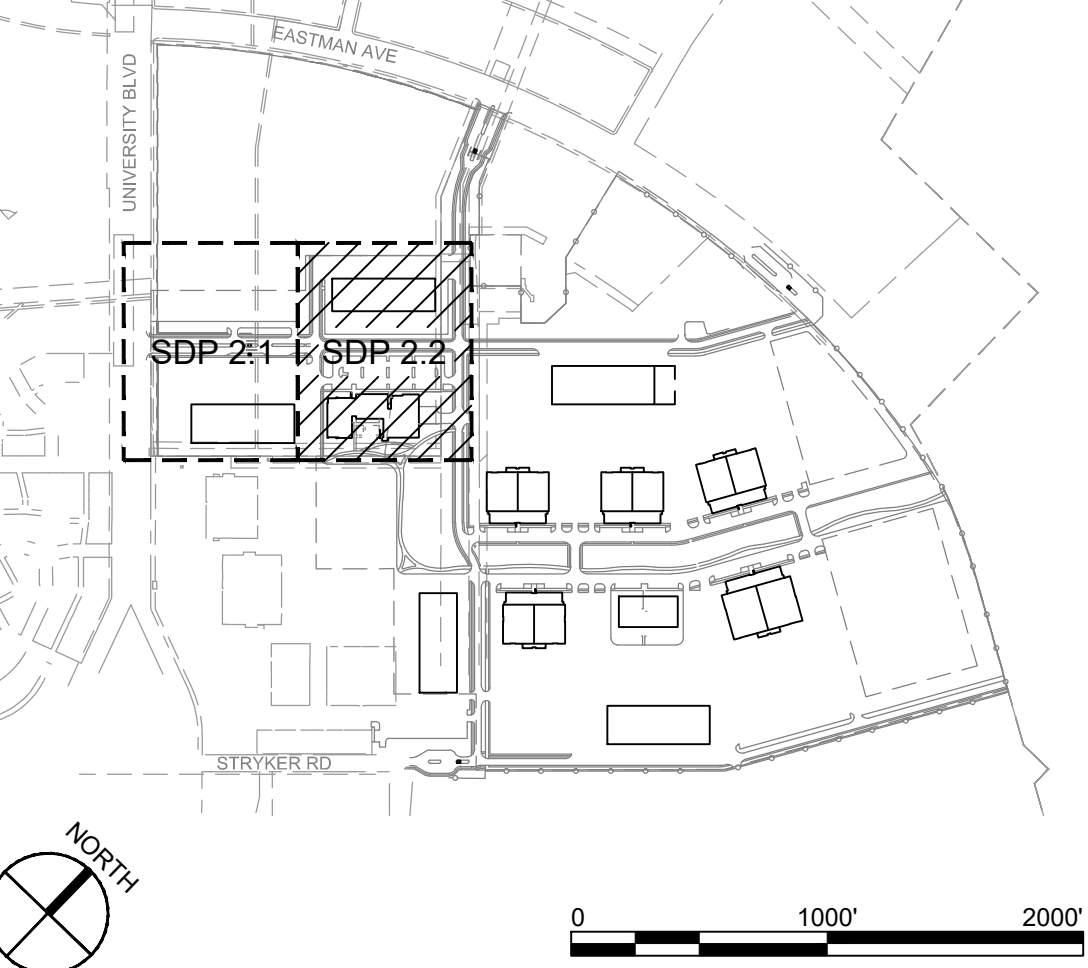 EASTMAN AVE
UNIVERSITY BLVD
SDP 2.1 SDP 2.2
STRYKER RD
NORTH
0 1000' 2000'